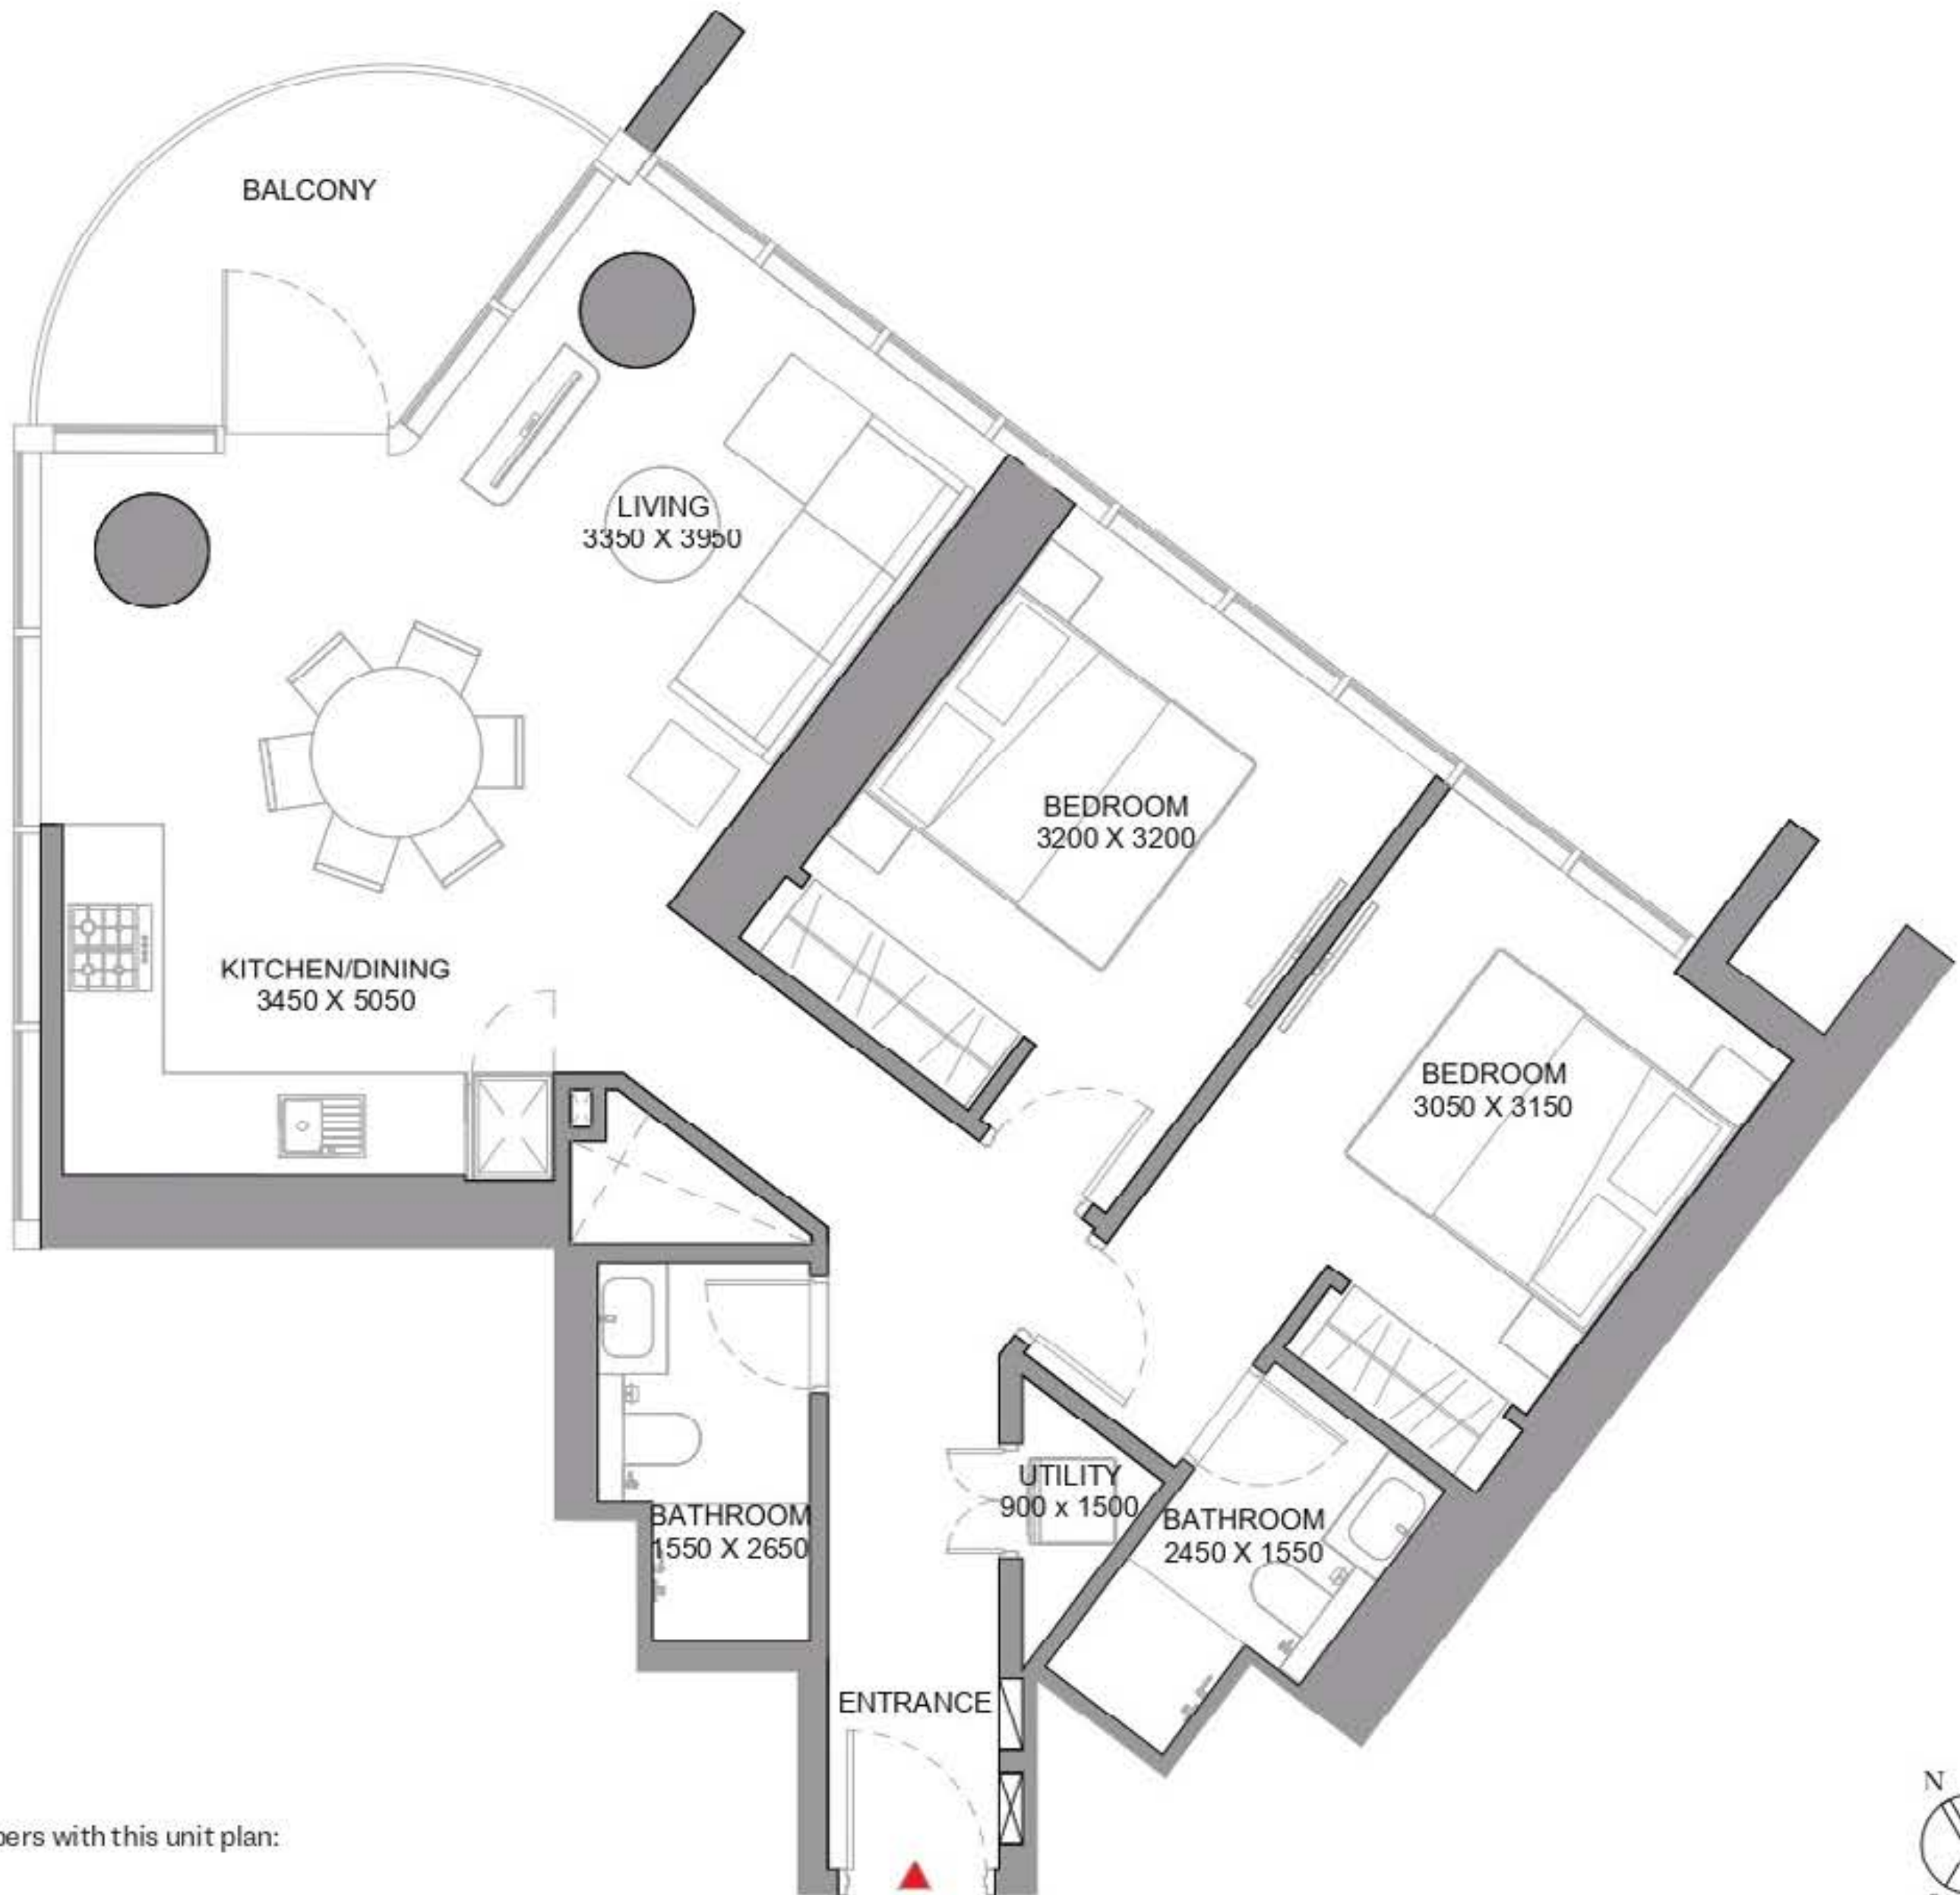 BALCONY
LIVING
3350 X 3950
BEDROOM
3200 X 3200
KITCHEN/DINING
3450 X 5050
BEDROOM
3050 X 3150
UTILITY
900 x 1500
BATHROOM
1550 X 2650
BATHROOM
2450 X 1550
ENTRANCE
N
bers with this unit plan: